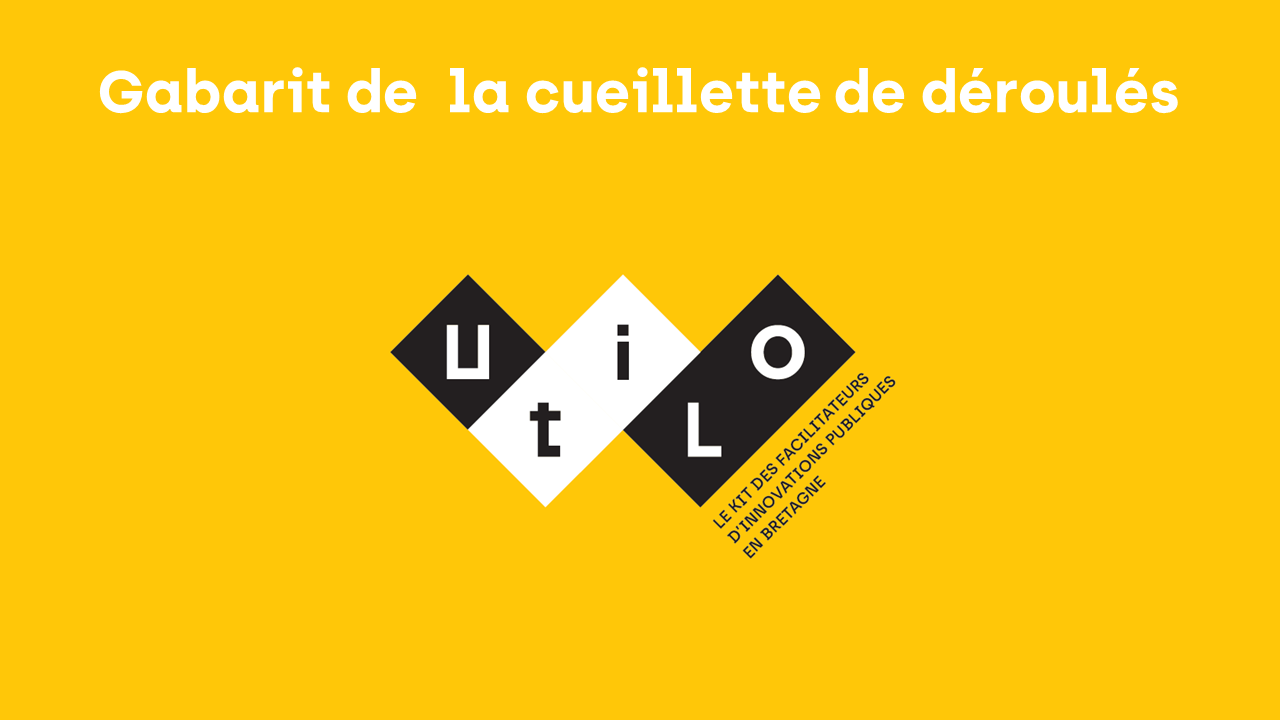 Gabarit de  la cueillette de déroulés
U t i L O
LE KIT DES FACILITATEURS
D'INNOVATIONS PUBLIQUES
EN BRETAGNE